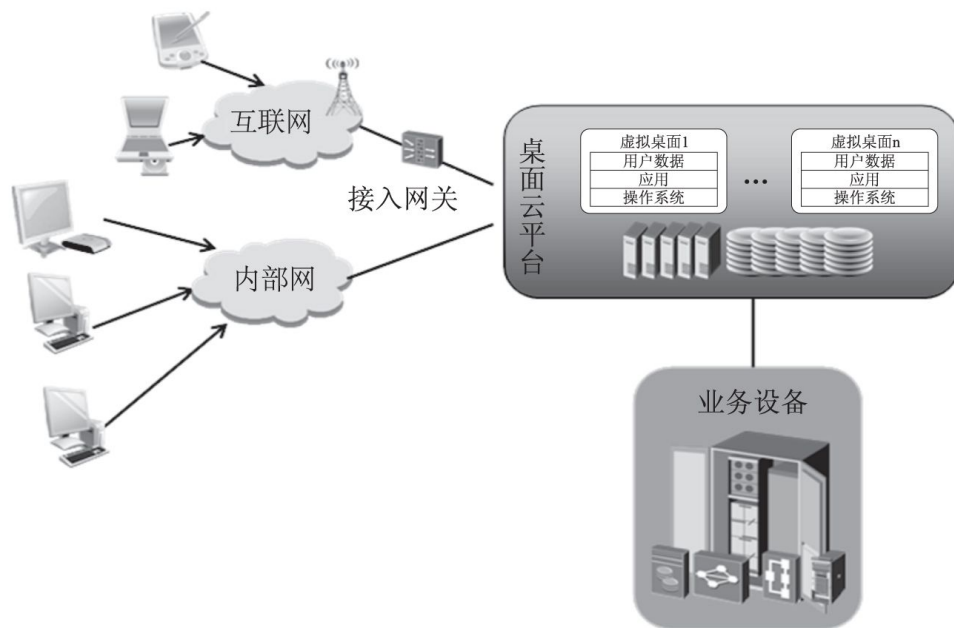 互联网
接入网关
内部网
桌面云平台
虚拟桌面1
用户数据
应用
操作系统
...
虚拟桌面n
用户数据
应用
操作系统
业务设备